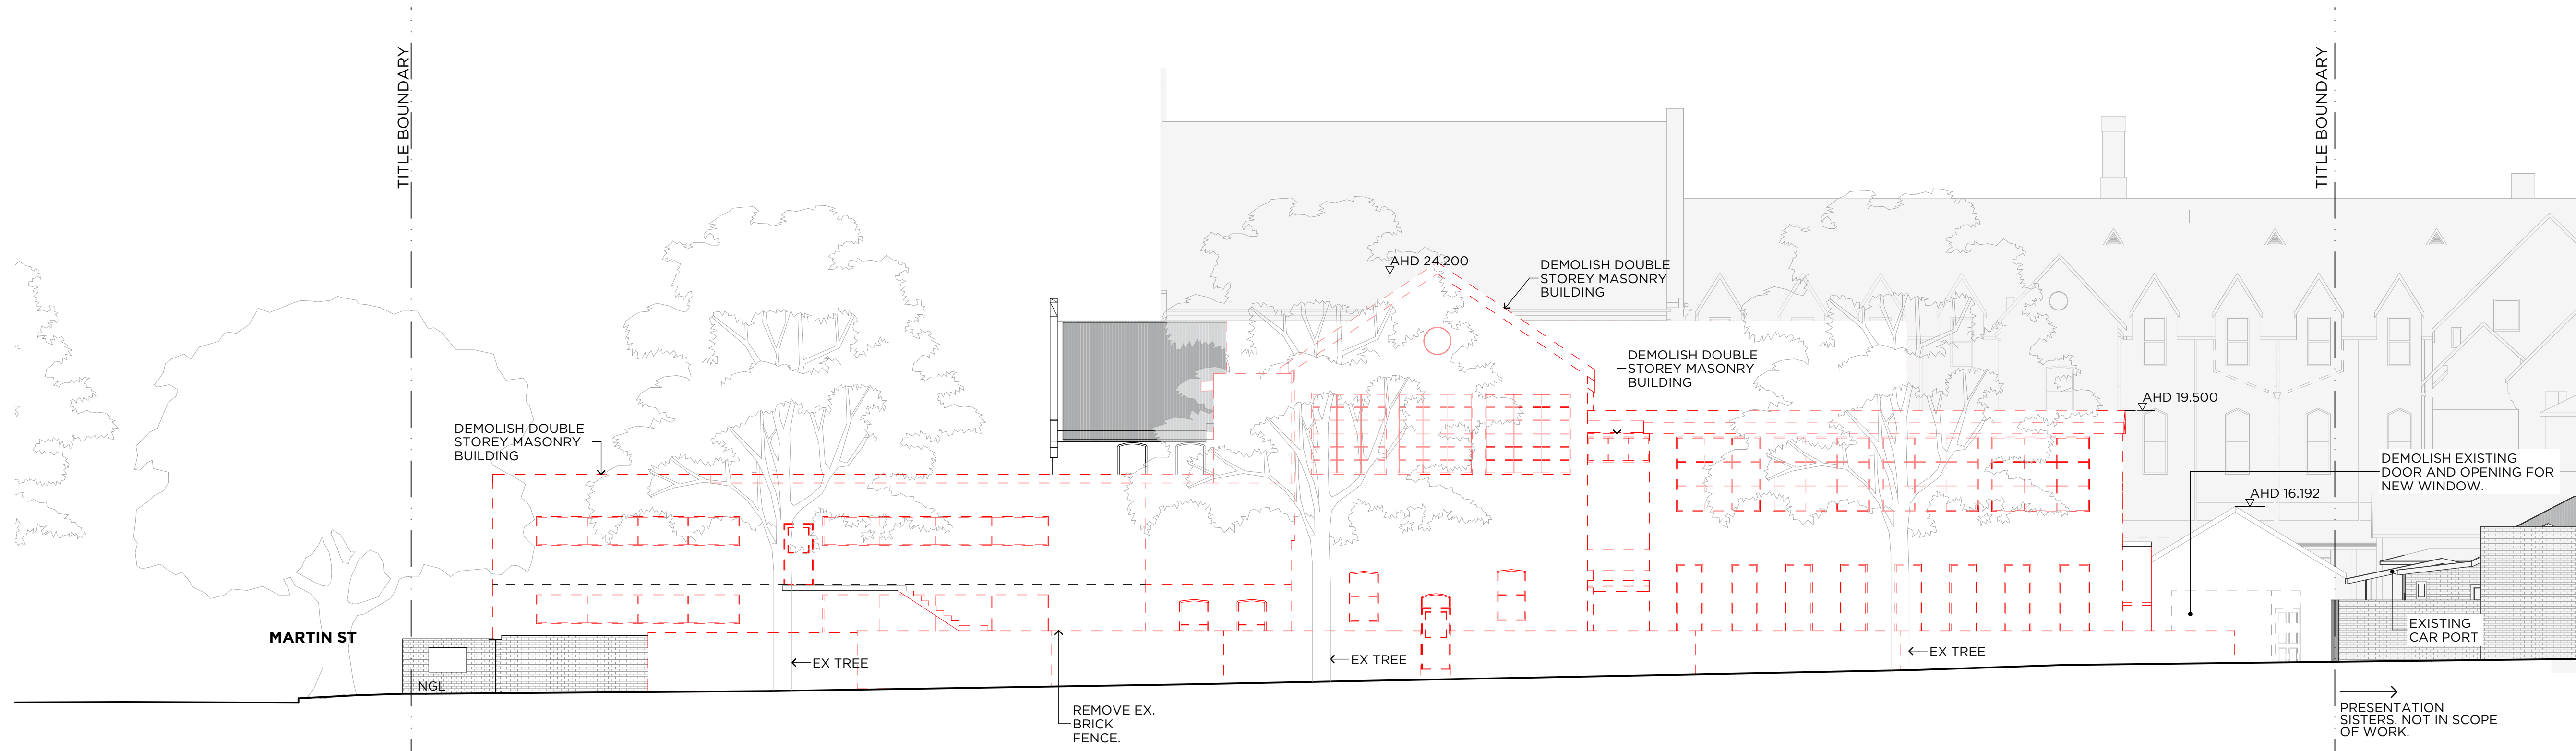 TITLE BOUNDARY
TITLE BOUNDARY
AHD 24.200
DEMOLISH DOUBLE
STOREY MASONRY
BUILDING
DEMOLISH DOUBLE
STOREY MASONRY
BUILDING
AHD 19.500
DEMOLISH DOUBLE
STOREY MASONRY
BUILDING
DEMOLISH EXISTING
DOOR AND OPENING FOR
NEW WINDOW.
AHD 16.192
MARTIN ST
EXISTING
CAR PORT
EX TREE
EX TREE
EX TREE
NGL
REMOVE EX.
BRICK
FENCE.
PRESENTATION
SISTERS. NOT IN SCOPE
OF WORK.